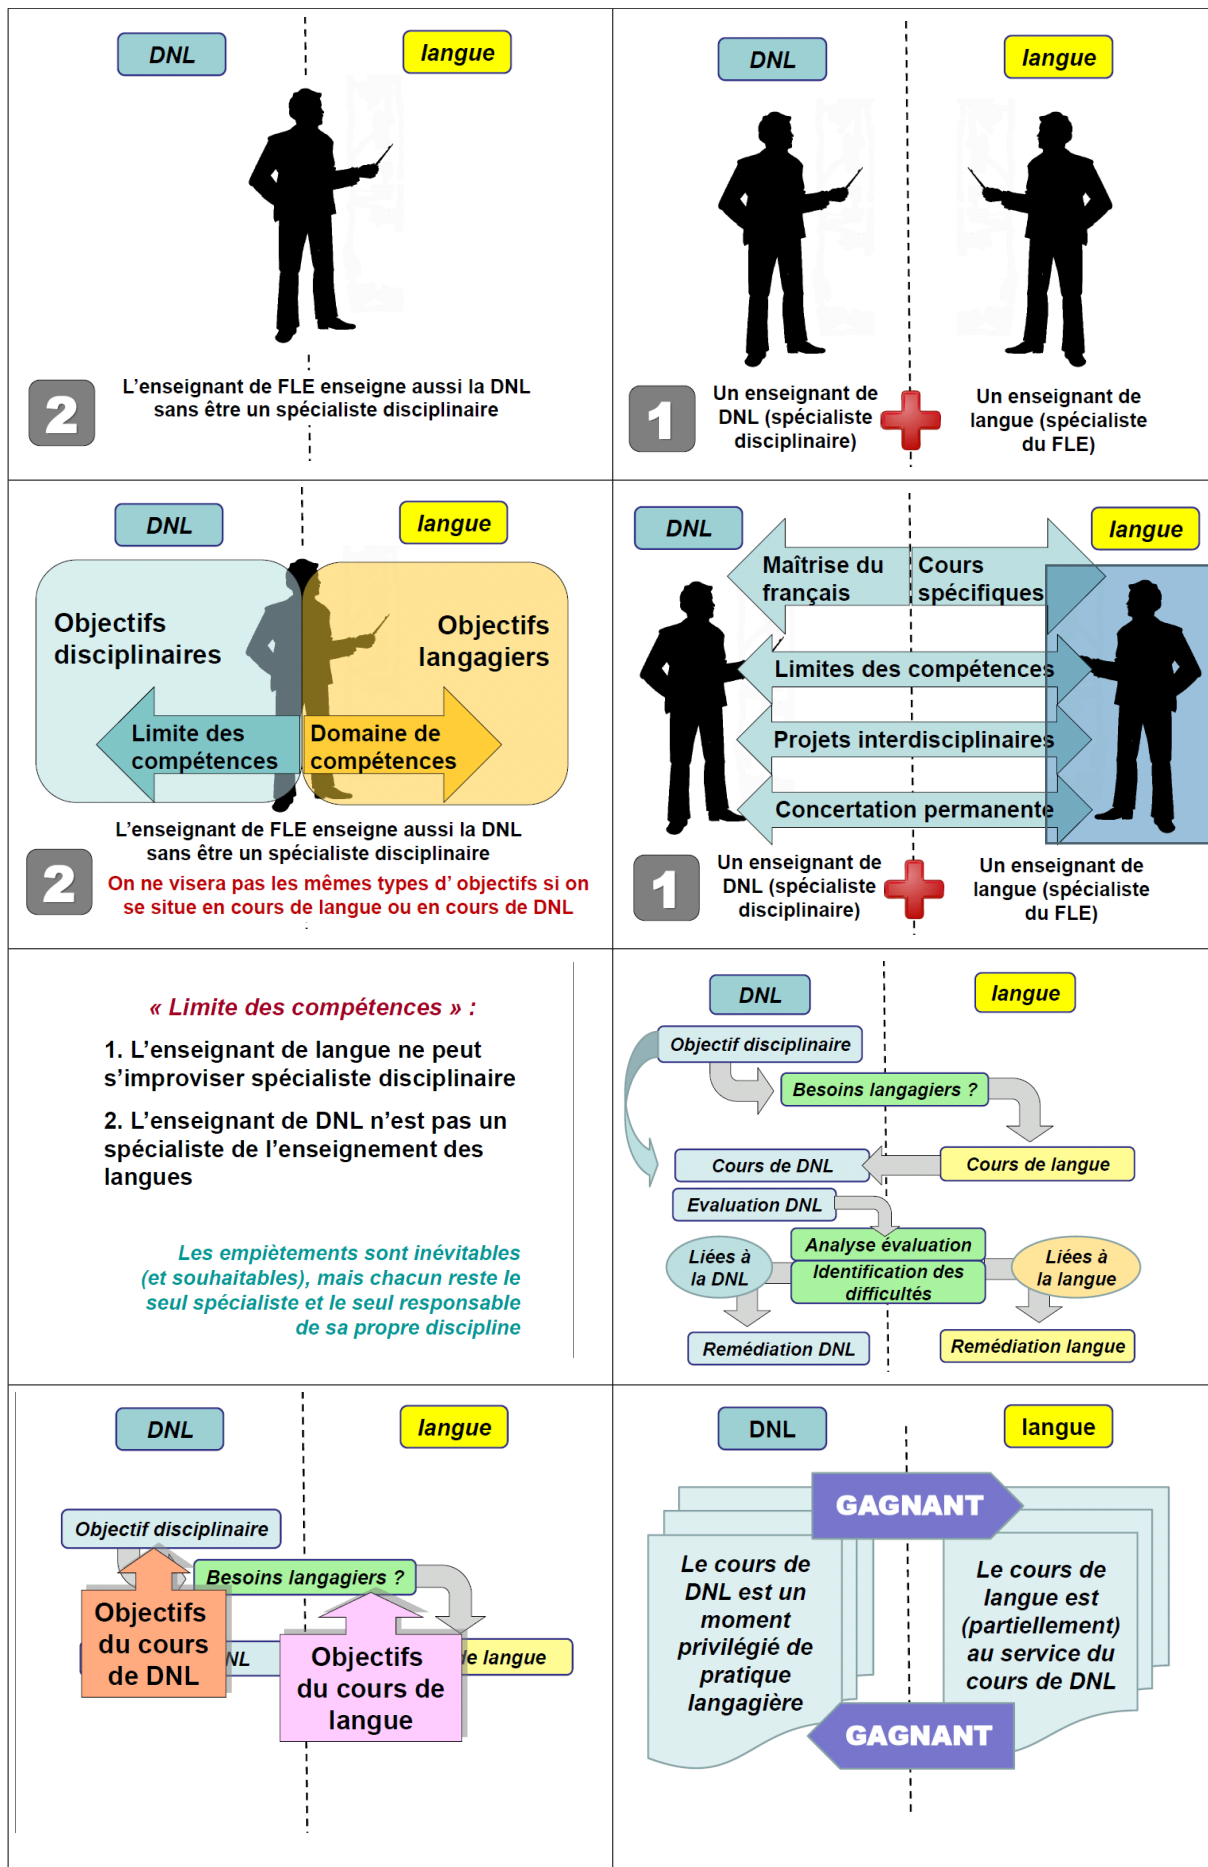 DNL
langue
2
L’enseignant de FLE enseigne aussi la DNL
sans être un spécialiste disciplinaire
DNL
langue
1
Un enseignant de
DNL (spécialiste
disciplinaire)
Un enseignant de
langue (spécialiste
du FLE)
DNL
langue
Objectifs
disciplinaires
Objectifs
langagiers
Limite des
compétences
Domaine de
compétences
L’enseignant de FLE enseigne aussi la DNL
sans être un spécialiste disciplinaire
2
On ne visera pas les mêmes types d’ objectifs si on
se situe en cours de langue ou en cours de DNL
DNL
langue
Maîtrise du
français
Cours
spécifiques
Limites des compétences
Projets interdisciplinaires
Concertation permanente
1
Un enseignant de
DNL (spécialiste
disciplinaire)
Un enseignant de
langue (spécialiste
du FLE)
« Limite des compétences » :
1. L’enseignant de langue ne peut
s’improviser spécialiste disciplinaire
2. L’enseignant de DNL n’est pas un
spécialiste de l’enseignement des
langues
Les empiètements sont inévitables
(et souhaitables), mais chacun reste le
seul spécialiste et le seul responsable
de sa propre discipline
DNL
langue
Objectif disciplinaire
Besoins langagiers ?
Cours de DNL
Cours de langue
Evaluation DNL
Analyse évaluation
Liées à
la DNL
Identification des
difficultés
Liées à
la langue
Remédiation DNL
Remédiation langue
DNL
langue
Objectif disciplinaire
Besoins langagiers ?
Objectifs
du cours
de DNL
NL
Objectifs
du cours de
langue
de langue
DNL
langue
GAGNANT
Le cours de
DNL est un
moment
privilégié de
pratique
langagière
Le cours de
langue est
(partiellement)
au service du
cours de DNL
GAGNANT